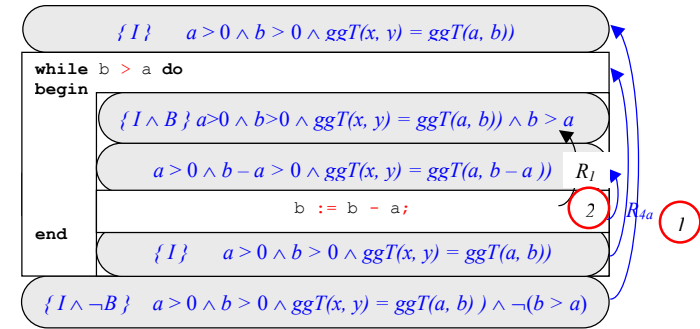 { I } a > 0 ∧ b > 0 ∧ ggT(x, y) = ggT(a, b))
while b > a do
begin
{ I ∧ B } a>0 ∧ b>0 ∧ ggT(x, y) = ggT(a, b)) ∧ b > a
a > 0 ∧ b – a > 0 ∧ ggT(x, y) = ggT(a, b – a )) R1
b := b - a; 2 R4a 1
end
{ I } a > 0 ∧ b > 0 ∧ ggT(x, y) = ggT(a, b))
{ I ∧ ¬B } a > 0 ∧ b > 0 ∧ ggT(x, y) = ggT(a, b) ) ∧ ¬(b > a)